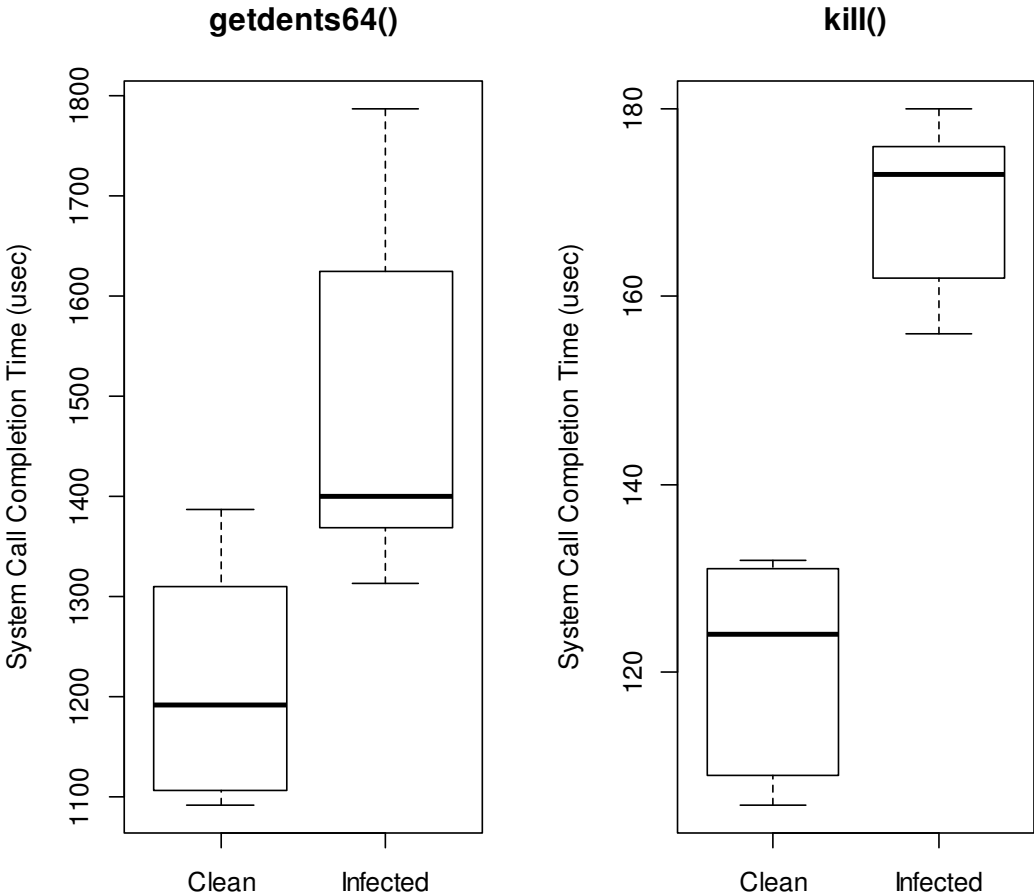 getdents64()
System Call Completion Time (usec)
1800
1700
1600
1500
1400
1300
1200
1100
Clean Infected
kill()
System Call Completion Time (usec)
180
160
140
120
Clean Infected